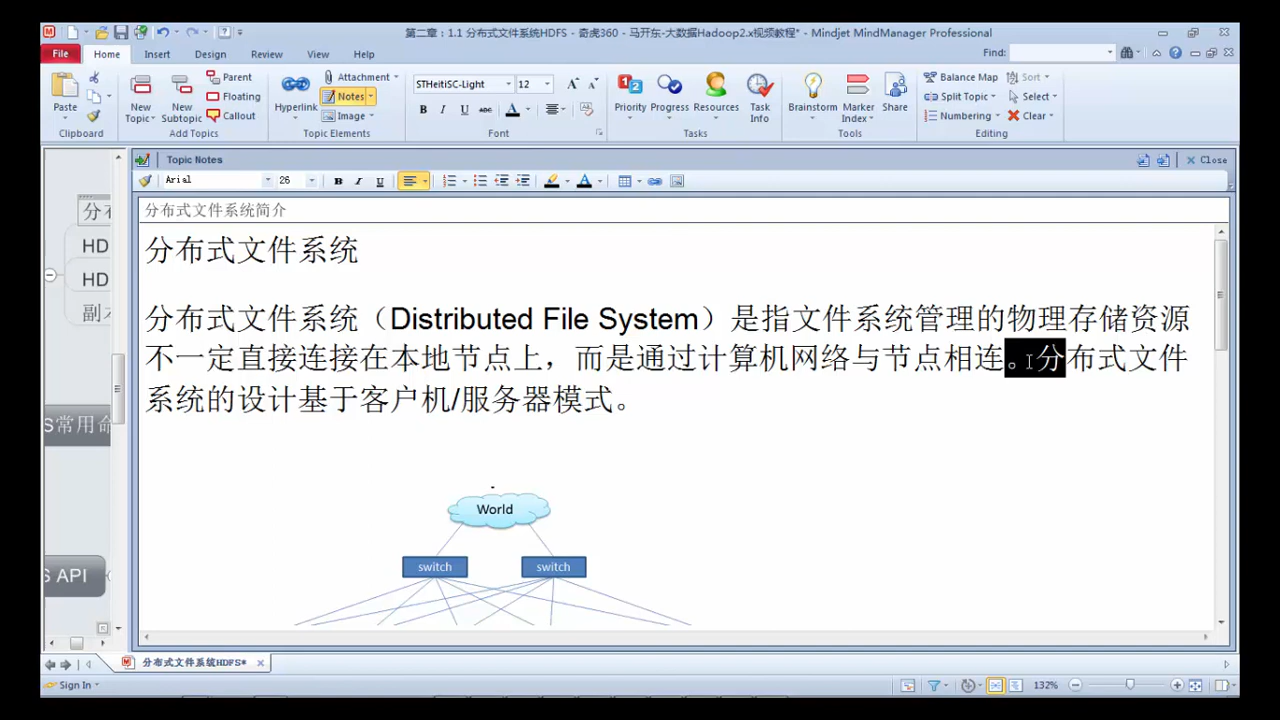 第二章：1.1 分布式文件系统HDFS - 奇虎360 - 马开东-大数据Hadoop2.x视频教程* - Mindjet MindManager Professional
File Home Insert Design Review View Help Find:
Paste
Clipboard
New Topic
New Subtopic
Parent
Floating
Callout
Add Topics
Hyperlink
Attachment
Notes
Image
Topic Elements
STHeitiSC-Light 12
B I U abc A
Font
Priority Progress Resources Task Info
Tasks
Brainstorm Marker Index Share
Tools
Balance Map Sort
Split Topic Select
Numbering Clear
Editing
Topic Notes Close
Arial 26 B I U A
分布式文件系统简介
分布式文件系统
分布式文件系统（Distributed File System）是指文件系统管理的物理存储资源
不一定直接连接在本地节点上，而是通过计算机网络与节点相连。分布式文件
系统的设计基于客户机/服务器模式。
World
switch switch
HD
HD
S常用命
S API
分布式文件系统HDFS*
Sign In 132%